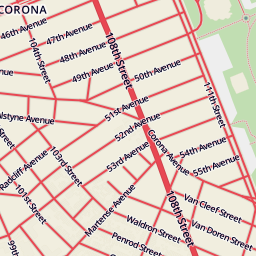 CORONA
46th Avenue
47th Avenue
104th Street
108th Street
48th Avenue
49th Aveue
50th Avenue
111th Street
51st Avenue
52nd Avenue
alstyne Avenue
Corona Avenue
54th Avenue
55th Avenue
53rd Avenue
Radcliff Avenue
103rd Street
101st Street
108th Street
Martense Avenue
Van Cleef Street
Van Doren Street
Waldron Street
Penrod Street
99th